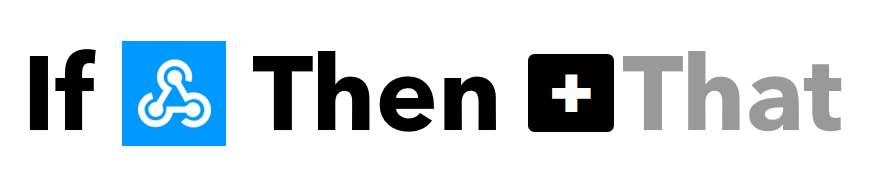 If Then +That